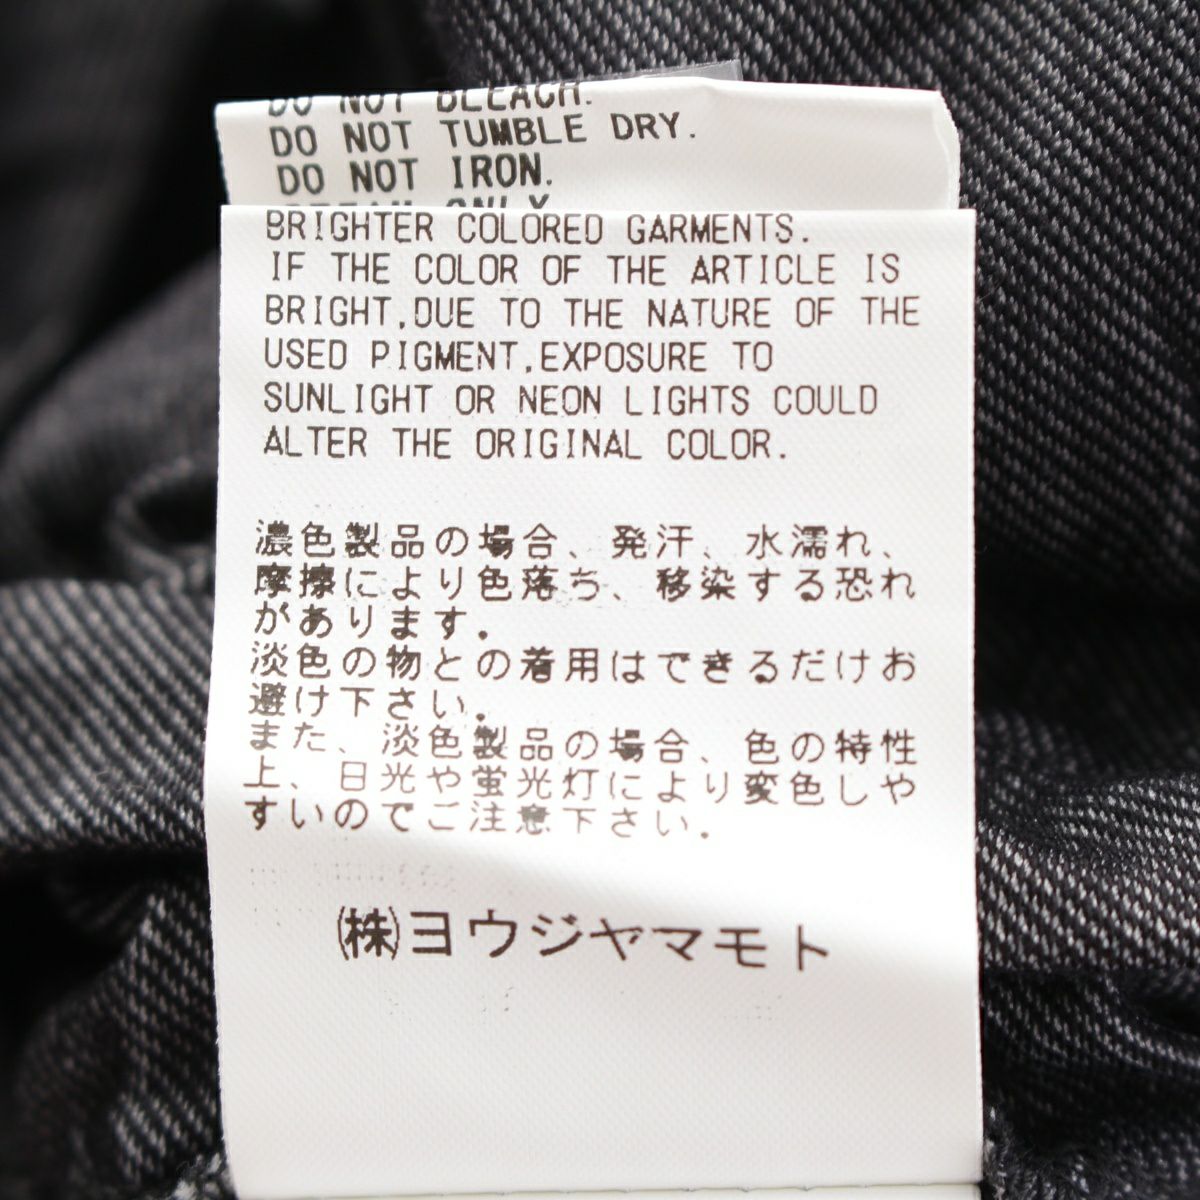 DO NOT BLEACH.
DO NOT TUMBLE DRY.
DO NOT IRON.
ONLY
BRIGHTER COLORED GARMENTS.
IF THE COLOR OF THE ARTICLE IS
BRIGHT,DUE TO THE NATURE OF THE
USED PIGMENT,EXPOSURE TO
SUNLIGHT OR NEON LIGHTS COULD
ALTER THE ORIGINAL COLOR.
濃色製品の場合、発汗、水濡れ、
摩擦により色落ち、移染する恐れ
があります.
淡色の物との着用はできるだけお
避け下さい.
また、淡色製品の場合、色の特性
上、日光や蛍光灯により変色しや
すいのでご注意下さい.
㈱ヨウジヤマモト